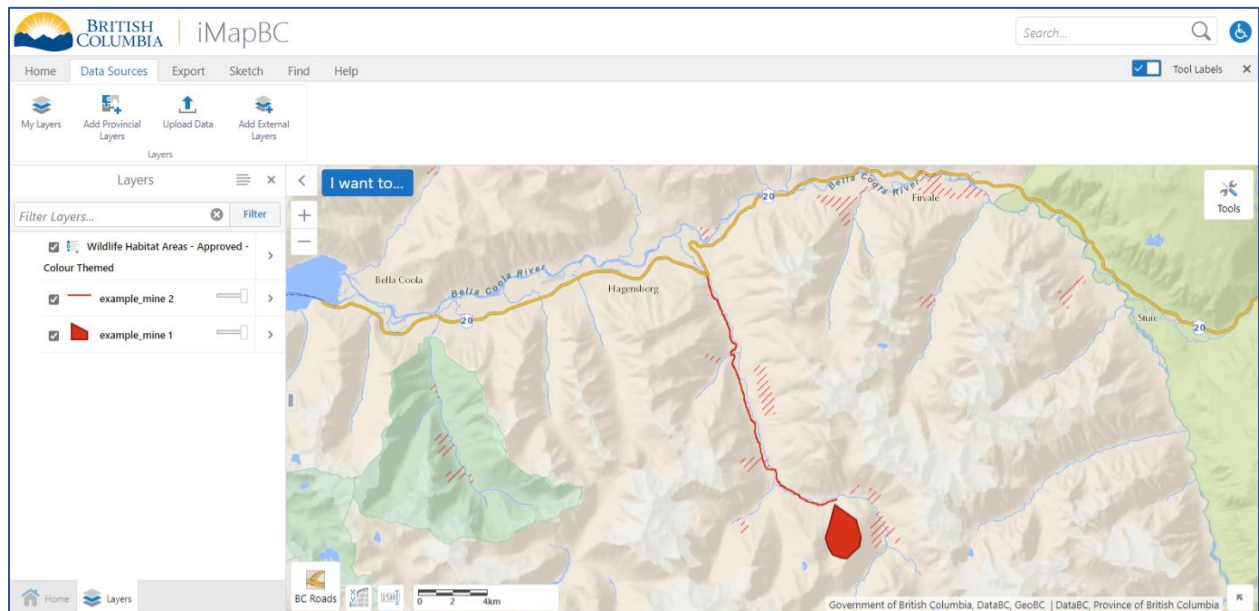 BRITISH
COLUMBIA
iMapBC
Search...
Home Data Sources Export Sketch Find Help
Tool Labels
My Layers
Add Provincial
Layers
Upload Data
Add External
Layers
Layers
Layers
Filter Layers...
Filter
Wildlife Habitat Areas - Approved -
Colour Themed
example_mine 2
example_mine 1
Home
Layers
I want to...
Tools
20
Bella Coola River
Firvale
Bella Coola
Bella Coola River
Hagensborg
20
Stuie
20
BC Roads
0 2 4km
Government of British Columbia, DataBC, GeoBC | DataBC, Province of British Columbia